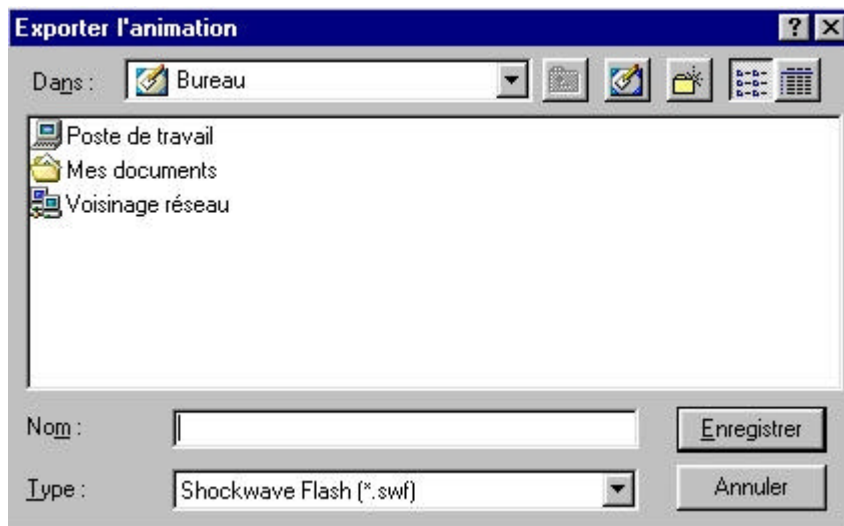 Exporter l'animation
Dans : Bureau
Poste de travail
Mes documents
Voisinage réseau
Nom : Enregistrer
Type : Shockwave Flash (*.swf) Annuler